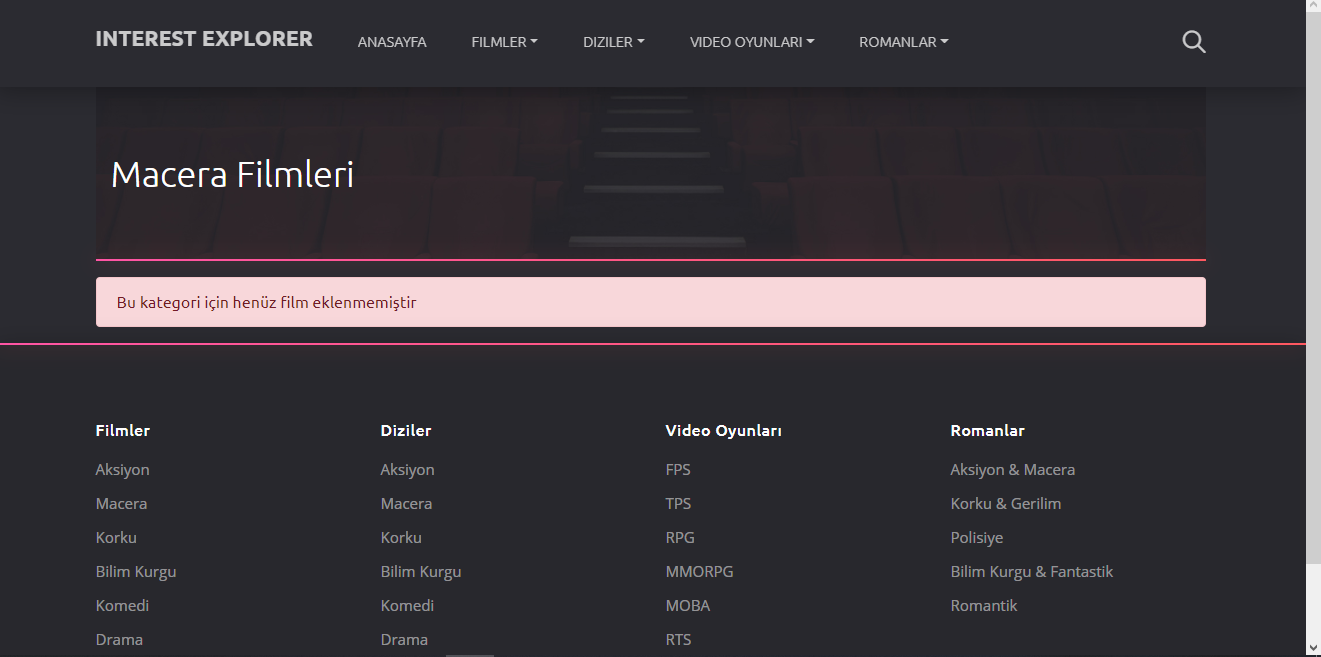 INTEREST EXPLORER ANASAYFA FILMLER DIZILER VIDEO OYUNLARI ROMANLAR
Macera Filmleri
Bu kategori için henüz film eklenmemiştir
Filmler
Aksiyon
Macera
Korku
Bilim Kurgu
Komedi
Drama
Diziler
Aksiyon
Macera
Korku
Bilim Kurgu
Komedi
Drama
Video Oyunları
FPS
TPS
RPG
MMORPG
MOBA
RTS
Romanlar
Aksiyon & Macera
Korku & Gerilim
Polisiye
Bilim Kurgu & Fantastik
Romantik